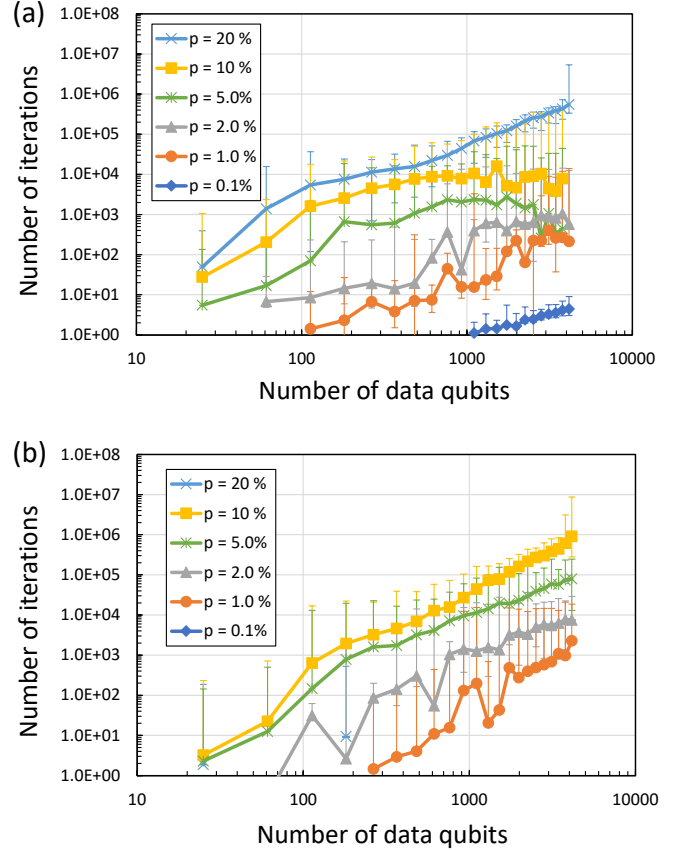 (a)
1.0E+08
1.0E+07
1.0E+06
1.0E+05
1.0E+04
1.0E+03
1.0E+02
1.0E+01
1.0E+00
Number of iterions
p = 20 %
p = 10 %
p = 5.0%
p = 2.0 %
p = 1.0 %
p = 0.1%
10
100
1000
10000
Number of data qubits
(b)
1.0E+08
1.0E+07
1.0E+06
1.0E+05
1.0E+04
1.0E+03
1.0E+02
1.0E+01
1.0E+00
Number of iterions
p = 20 %
p = 10 %
p = 5.0%
p = 2.0 %
p = 1.0 %
p = 0.1%
10
100
1000
10000
Number of data qubits